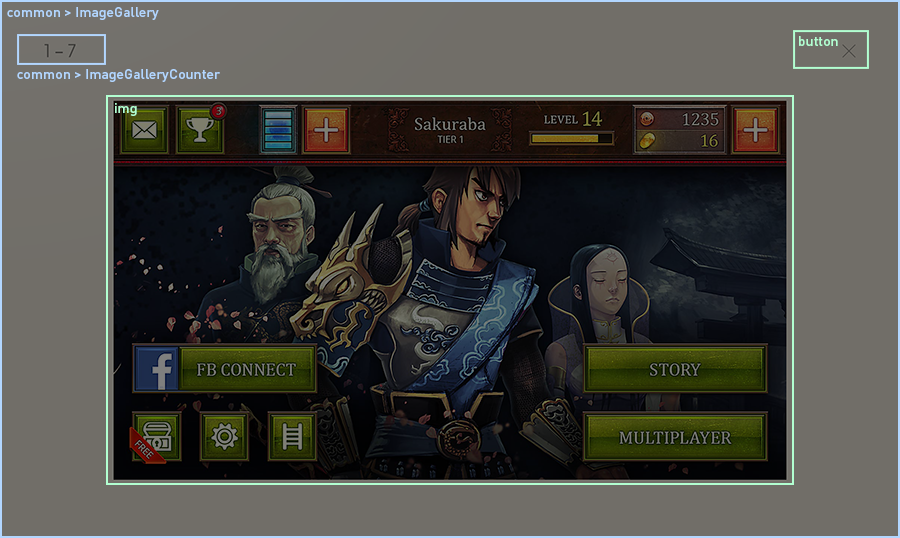 common > ImageGallery
1 – 7
common > ImageGalleryCounter
button
img
3
Sakuraba
TIER 1
LEVEL 14
1235
16
f FB CONNECT
STORY
FREE
MULTIPLAYER